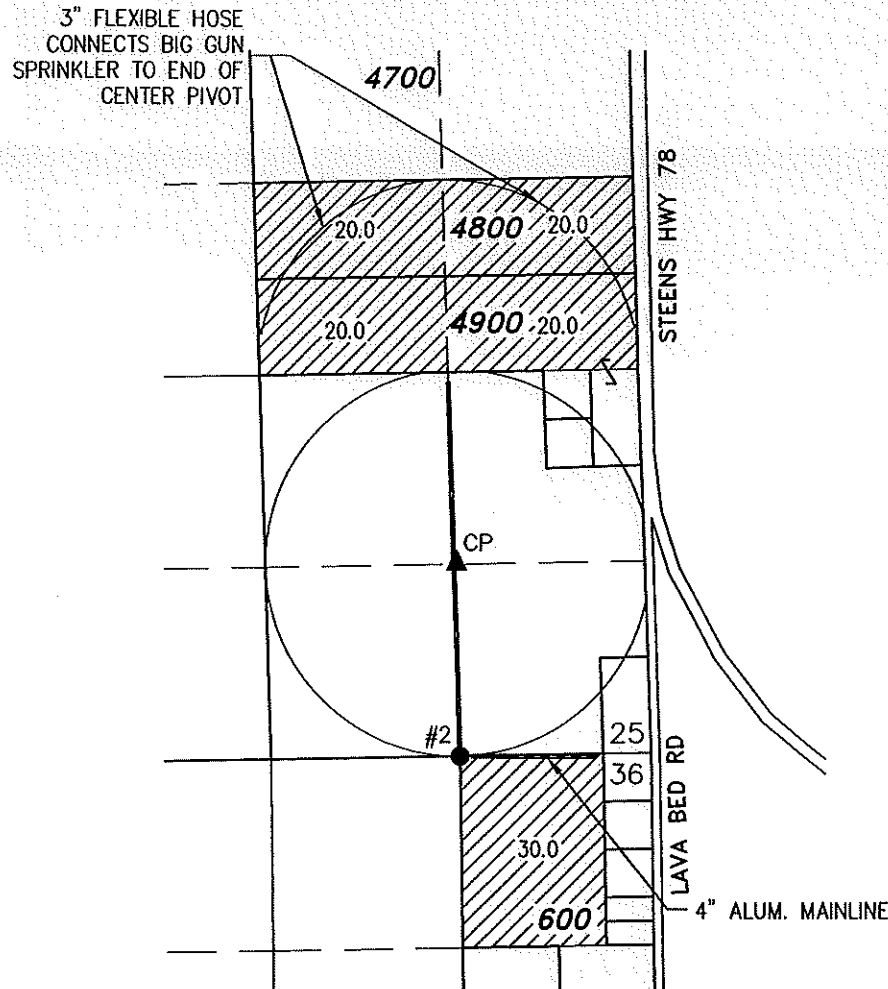 3" FLEXIBLE HOSE
CONNECTS BIG GUN
SPRINKLER TO END OF
CENTER PIVOT
4700
STEENS HWY 78
20.0
4800
20.0
20.0
4900
20.0
CP
#2
25
36
LAVA BED RD
30.0
600
4" ALUM. MAINLINE